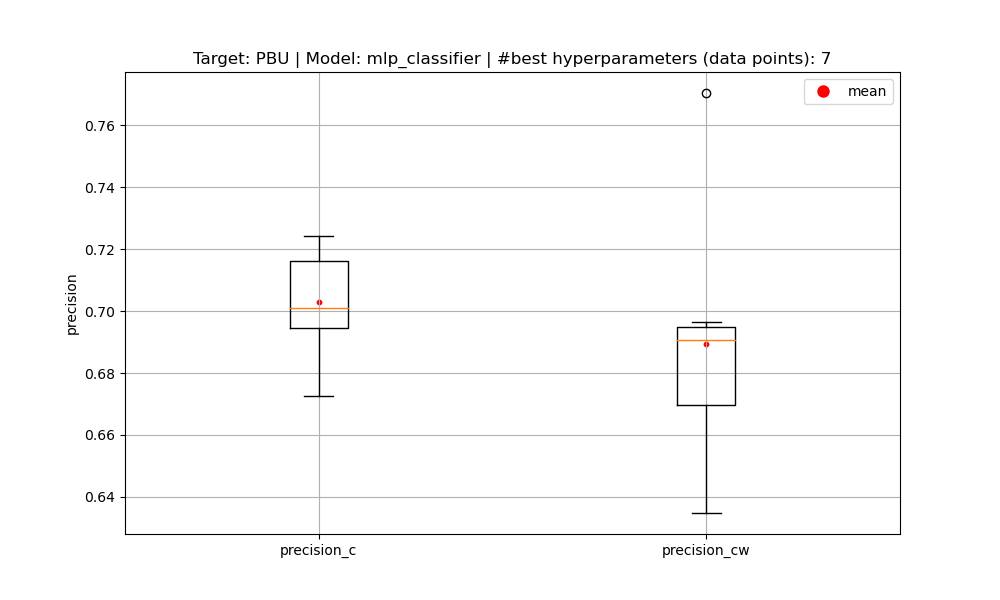 Target: PBU | Model: mlp_classifier | #best hyperparameters (data points): 7
mean
0.76
0.74
0.72
0.70
0.68
0.66
0.64
precision
precision_c
precision_cw